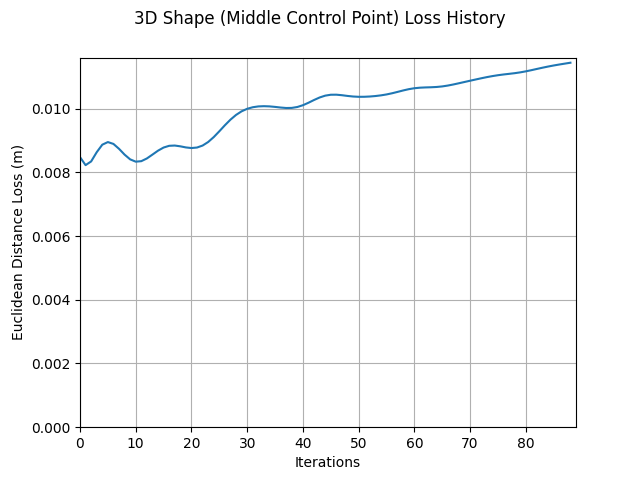 3D Shape (Middle Control Point) Loss History
Euclidean Distance Loss (m)
0.010
0.008
0.006
0.004
0.002
0.000
0 10 20 30 40 50 60 70 80
Iterations